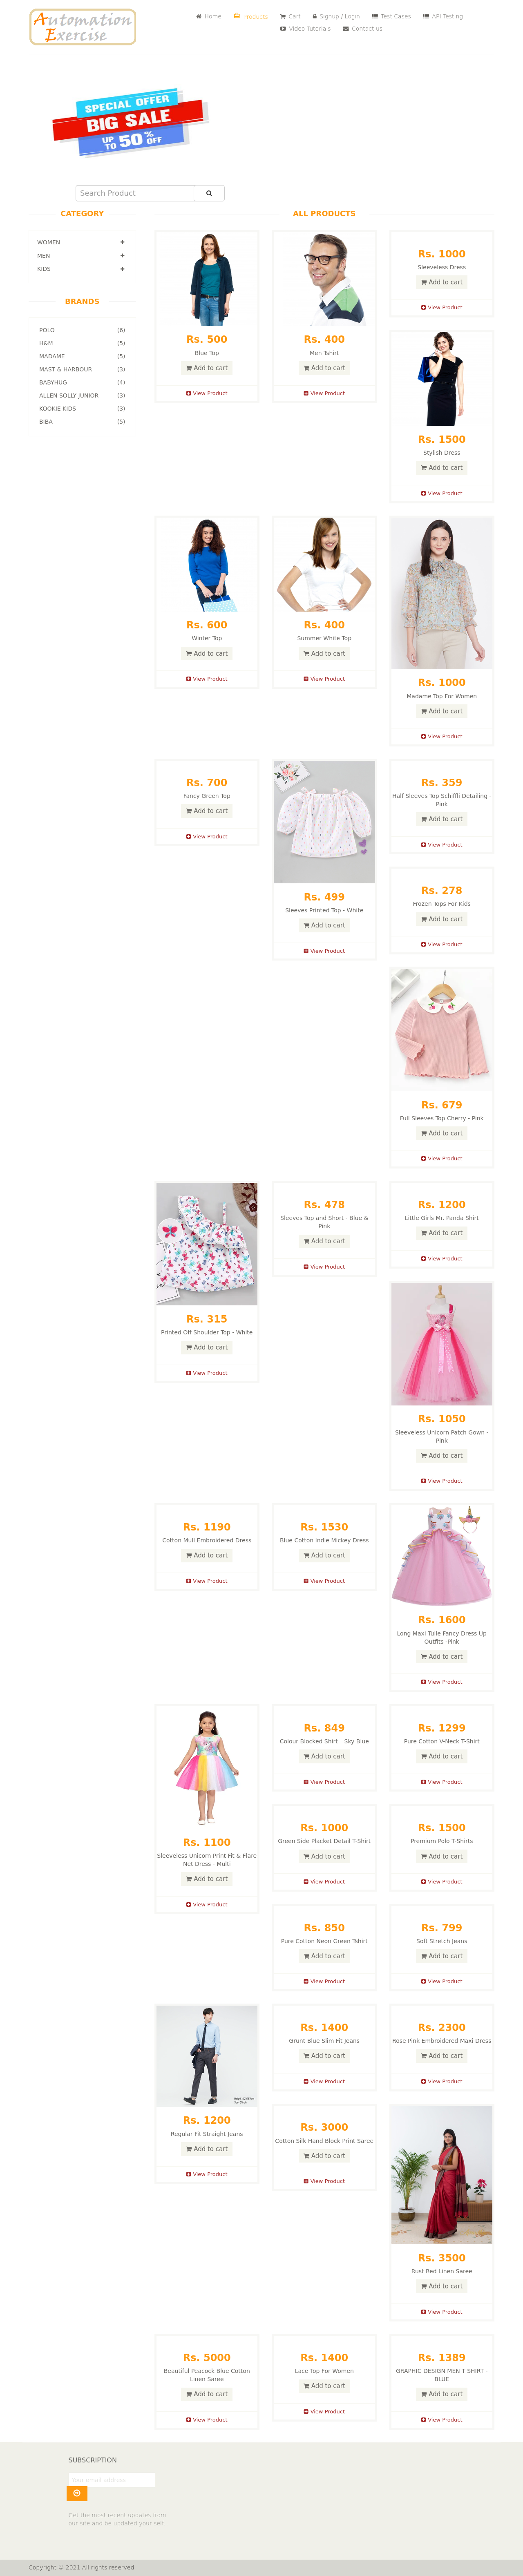 Automation
Exercise
Home
Products
Cart
Signup / Login
Test Cases
API Testing
Video Tutorials
Contact us
SPECIAL OFFER
BIG SALE
UP TO 50% OFF
Search Product
CATEGORY
WOMEN
MEN
KIDS
BRANDS
POLO (6)
H&M (5)
MADAME (5)
MAST & HARBOUR (3)
BABYHUG (4)
ALLEN SOLLY JUNIOR (3)
KOOKIE KIDS (3)
BIBA (5)
ALL PRODUCTS
Rs. 500
Blue Top
Add to cart
View Product
Rs. 400
Men Tshirt
Add to cart
View Product
Rs. 1000
Sleeveless Dress
Add to cart
View Product
Rs. 1500
Stylish Dress
Add to cart
View Product
Rs. 600
Winter Top
Add to cart
View Product
Rs. 400
Summer White Top
Add to cart
View Product
Rs. 1000
Madame Top For Women
Add to cart
View Product
Rs. 700
Fancy Green Top
Add to cart
View Product
Rs. 499
Sleeves Printed Top - White
Add to cart
View Product
Rs. 359
Half Sleeves Top Schiffli Detailing -
Pink
Add to cart
View Product
Rs. 278
Frozen Tops For Kids
Add to cart
View Product
Rs. 679
Full Sleeves Top Cherry - Pink
Add to cart
View Product
Rs. 315
Printed Off Shoulder Top - White
Add to cart
View Product
Rs. 478
Sleeves Top and Short - Blue &
Pink
Add to cart
View Product
Rs. 1200
Little Girls Mr. Panda Shirt
Add to cart
View Product
Rs. 1050
Sleeveless Unicorn Patch Gown -
Pink
Add to cart
View Product
Rs. 1190
Cotton Mull Embroidered Dress
Add to cart
View Product
Rs. 1530
Blue Cotton Indie Mickey Dress
Add to cart
View Product
Rs. 1600
Long Maxi Tulle Fancy Dress Up
Outfits -Pink
Add to cart
View Product
Rs. 1100
Sleeveless Unicorn Print Fit & Flare
Net Dress - Multi
Add to cart
View Product
Rs. 849
Colour Blocked Shirt – Sky Blue
Add to cart
View Product
Rs. 1299
Pure Cotton V-Neck T-Shirt
Add to cart
View Product
Rs. 1000
Green Side Placket Detail T-Shirt
Add to cart
View Product
Rs. 1500
Premium Polo T-Shirts
Add to cart
View Product
Rs. 850
Pure Cotton Neon Green Tshirt
Add to cart
View Product
Rs. 799
Soft Stretch Jeans
Add to cart
View Product
Rs. 1200
Regular Fit Straight Jeans
Add to cart
View Product
Rs. 1400
Grunt Blue Slim Fit Jeans
Add to cart
View Product
Rs. 2300
Rose Pink Embroidered Maxi Dress
Add to cart
View Product
Rs. 3000
Cotton Silk Hand Block Print Saree
Add to cart
View Product
Rs. 3500
Rust Red Linen Saree
Add to cart
View Product
Rs. 5000
Beautiful Peacock Blue Cotton
Linen Saree
Add to cart
View Product
Rs. 1400
Lace Top For Women
Add to cart
View Product
Rs. 1389
GRAPHIC DESIGN MEN T SHIRT -
BLUE
Add to cart
View Product
SUBSCRIPTION
Your email address
Get the most recent updates from
our site and be updated your self...
Copyright © 2021 All rights reserved